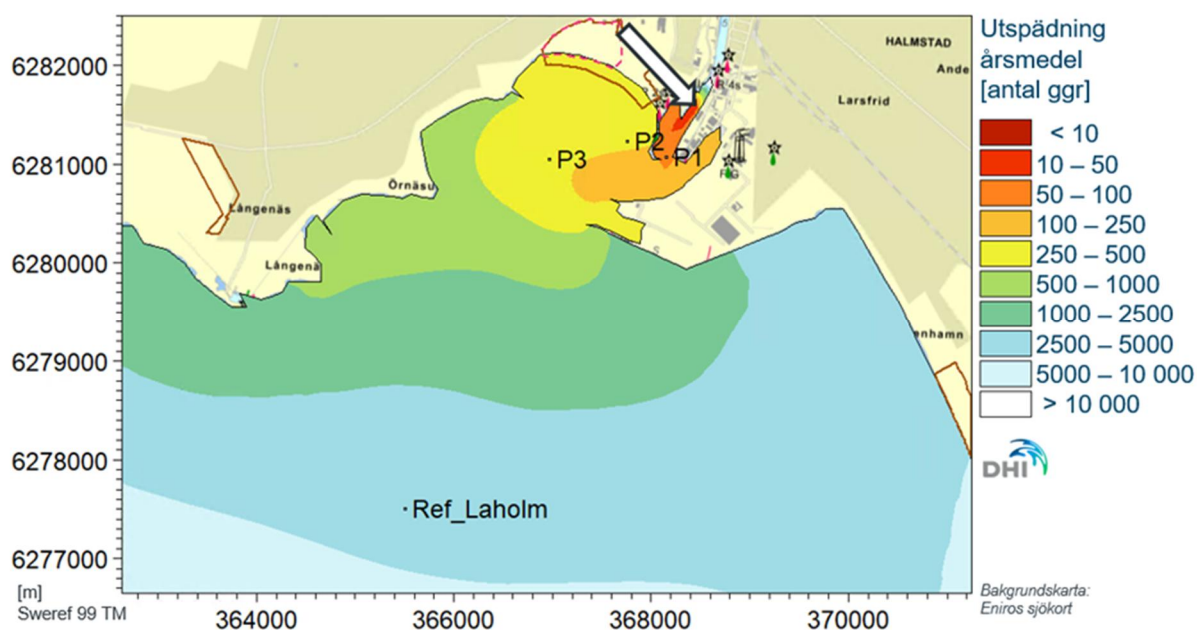 6282000
6281000
6280000
6279000
6278000
6277000
[m]
Sweref 99 TM
364000
366000
368000
370000
HALMSTAD
Ande
Larsfrid
P2
P1
P3
Örnäsu
Långenäs
Långenä
enhamn
Ref_Laholm
Utspädning
årsmedel
[antal ggr]
< 10
10 – 50
50 – 100
100 – 250
250 – 500
500 – 1000
1000 – 2500
2500 – 5000
5000 – 10 000
> 10 000
DHI
Bakgrundskarta:
Eniros sjökort